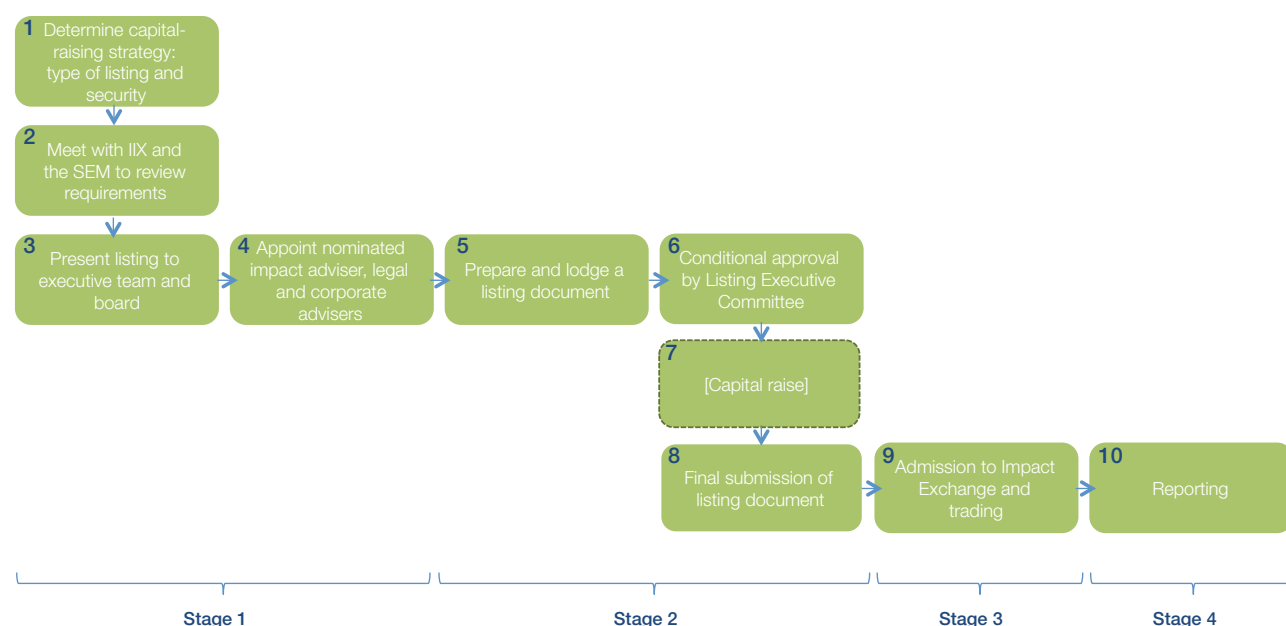 1 Determine capital-
raising strategy:
type of listing and
security
2
Meet with IIX and
the SEM to review
requirements
3
Present listing to
executive team and
board
4 Appoint nominated
impact adviser, legal
and corporate
advisers
5
Prepare and lodge a
listing document
6
Conditional approval
by Listing Executive
Committee
7
[Capital raise]
8
Final submission of
listing document
9
Admission to Impact
Exchange and
trading
10
Reporting
Stage 1
Stage 2
Stage 3
Stage 4